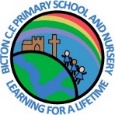 BICTON C.E PRIMARY SCHOOL AND NURSERY
LEARNING FOR A LIFETIME